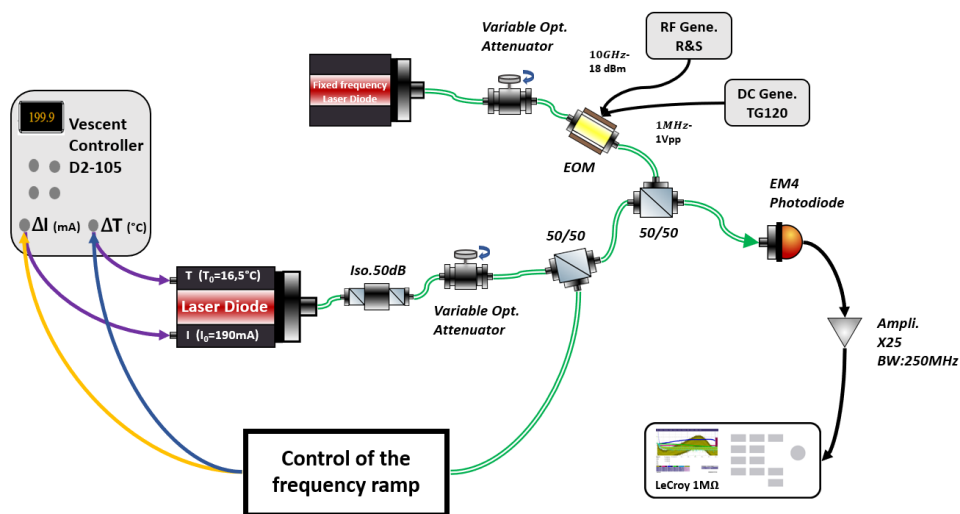 Variable Opt.
Attenuator
RF Gene.
R&S
10GHz-
18 dBm
DC Gene.
TG120
Fixed frequency
Laser Diode
1MHz-
1Vpp
EOM
199.9
Vescent
Controller
D2-105
ΔI (mA)
ΔT (°C)
EM4
Photodiode
50/50
50/50
Iso.50dB
T (T₀=16,5°C)
Laser Diode
I (I₀=190mA)
Variable Opt.
Attenuator
Ampli.
X25
BW:250MHz
Control of the
frequency ramp
LeCroy 1MΩ